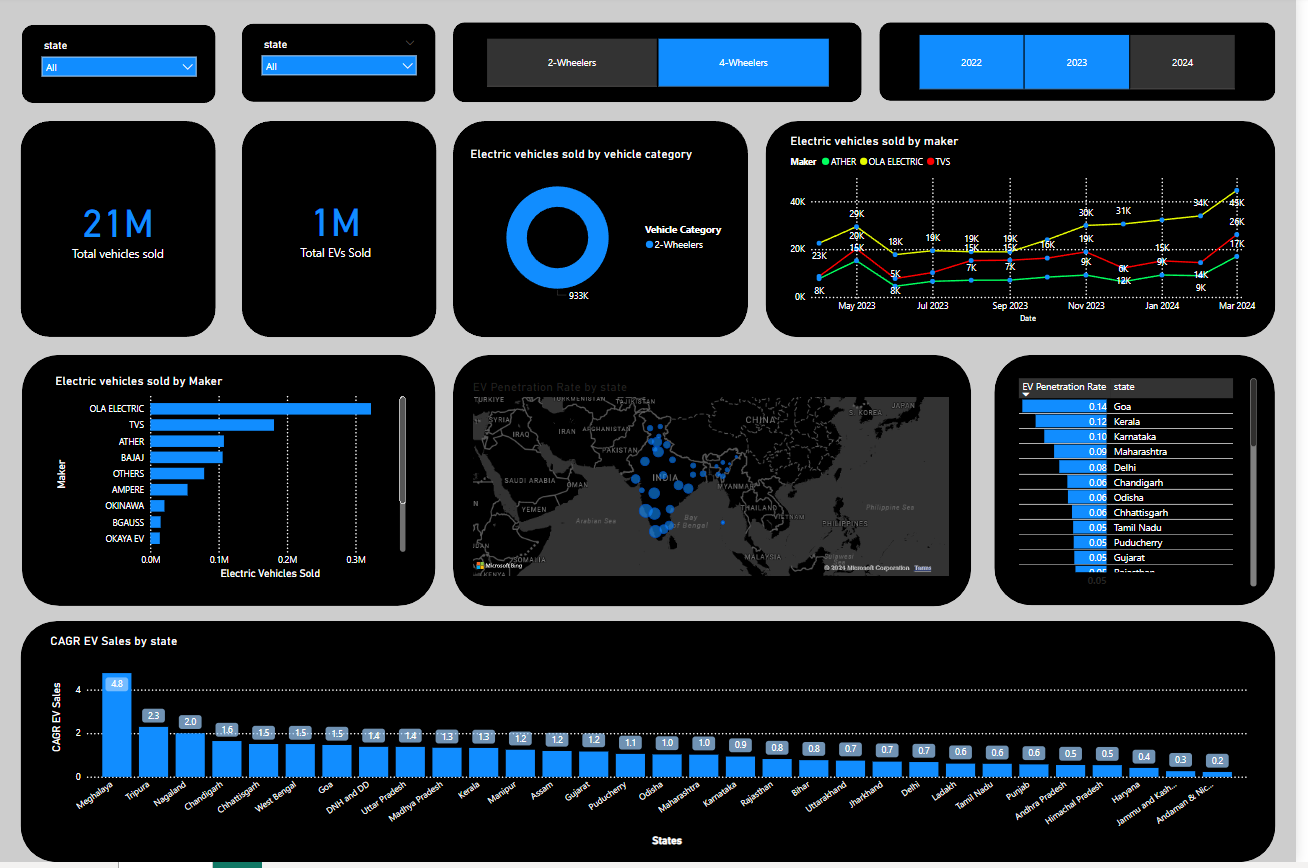 state
All
state
All
2-Wheelers
4-Wheelers
2022
2023
2024
21M
Total vehicles sold
1M
Total EVs Sold
Electric vehicles sold by vehicle category
Vehicle Category
2-Wheelers
933K
Electric vehicles sold by maker
Maker ATHER OLA ELECTRIC TVS
40K
20K
0K
23K
8K
29K
20K
15K
18K
5K
8K
19K
19K
15K
7K
19K
15K
7K
16K
30K
19K
9K
31K
6K
12K
15K
9K
34K
14K
9K
45K
26K
17K
May 2023
Jul 2023
Sep 2023
Nov 2023
Jan 2024
Mar 2024
Date
Electric vehicles sold by Maker
Maker
OLA ELECTRIC
TVS
ATHER
BAJAJ
OTHERS
AMPERE
OKINAWA
BGAUSS
OKAYA EV
0.0M
0.1M
0.2M
0.3M
Electric Vehicles Sold
EV Penetration Rate by state
TURKMENISTAN
TAJIKISTAN
SYRIA
IRAQ
IRAN
AFGHANISTAN
PAKISTAN
CHINA
S. KOREA
JAPAN
SAUDI ARABIA
OMAN
YEMEN
INDIA
MYANMAR
THAILAND
VIETNAM
PHILIPPINES
Philippine Sea
Arabian Sea
Bay
of Bengal
MALAYSIA
SOMALIA
KENYA
Microsoft Bing
© 2024 Microsoft Corporation Terms
EV Penetration Rate state
0.14 Goa
0.12 Kerala
0.10 Karnataka
0.09 Maharashtra
0.08 Delhi
0.06 Chandigarh
0.06 Odisha
0.06 Chhattisgarh
0.05 Tamil Nadu
0.05 Puducherry
0.05 Gujarat
0.05 Rajasthan
0.05
CAGR EV Sales by state
CAGR EV Sales
4
2
0
4.8
2.3
2.0
1.6
1.5
1.5
1.5
1.4
1.4
1.3
1.3
1.2
1.2
1.2
1.1
1.0
1.0
0.9
0.8
0.8
0.7
0.7
0.7
0.6
0.6
0.6
0.5
0.5
0.4
0.3
0.2
Meghalaya
Tripura
Nagaland
Chandigarh
Chhattisgarh
West Bengal
Goa
DNH and DD
Uttar Pradesh
Madhya Pradesh
Kerala
Manipur
Assam
Gujarat
Puducherry
Odisha
Maharashtra
Karnataka
Rajasthan
Bihar
Uttarakhand
Jharkhand
Delhi
Ladakh
Tamil Nadu
Punjab
Andhra Pradesh
Himachal Pradesh
Haryana
Jammu and Kash...
Andaman & Nic...
States